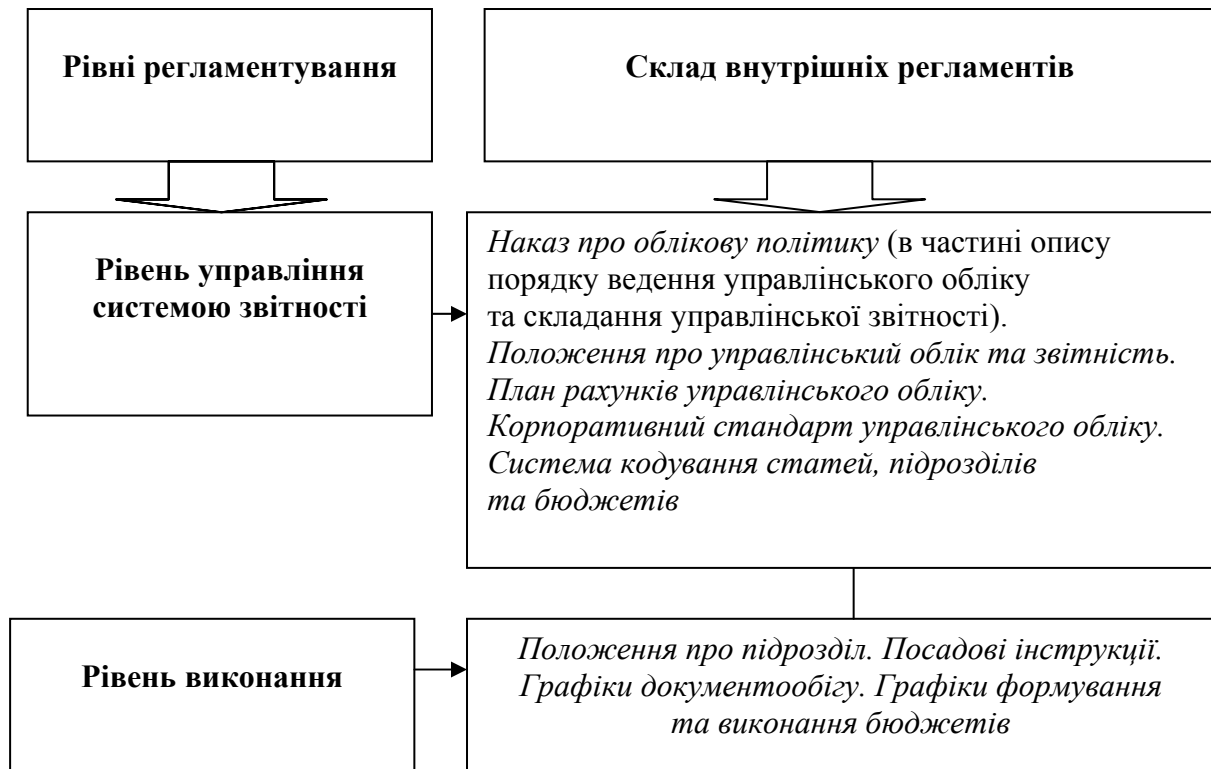 Рівні регламентування
Склад внутрішніх регламентів
Рівень управління
системою звітності
Наказ про облікову політику (в частині опису
порядку ведення управлінського обліку
та складання управлінської звітності).
Положення про управлінський облік та звітність.
План рахунків управлінського обліку.
Корпоративний стандарт управлінського обліку.
Система кодування статей, підрозділів
та бюджетів
Рівень виконання
Положення про підрозділ. Посадові інструкції.
Графіки документообігу. Графіки формування
та виконання бюджетів